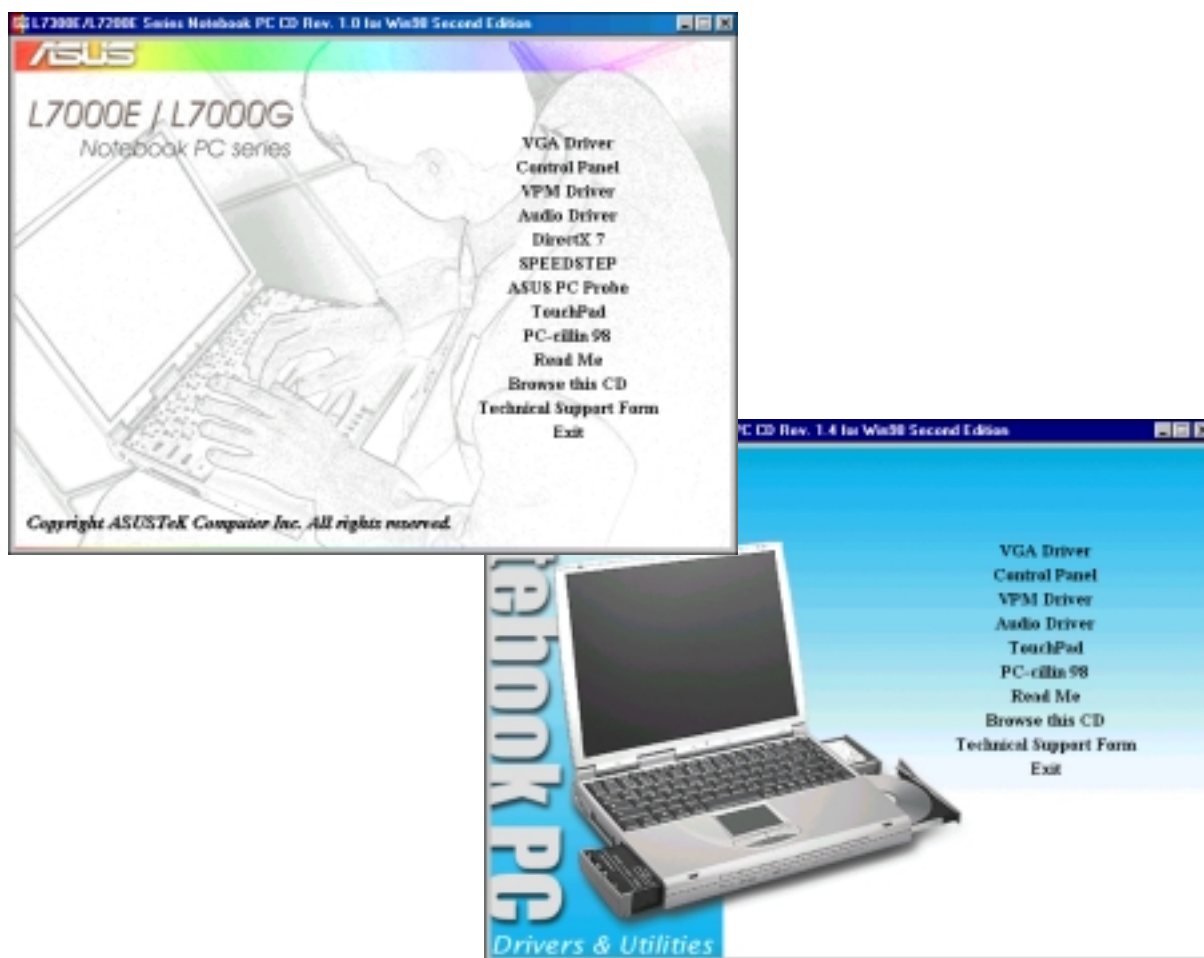 L7300E/L7200E Series Notebook PC CD Rev. 1.0 for Win98 Second Edition
ASUS
L7000E / L7000G
Notebook PC series
VGA Driver
Control Panel
VPM Driver
Audio Driver
DirectX 7
SPEEDSTEP
ASUS PC Probe
TouchPad
PC-cillin 98
Read Me
Browse this CD
Technical Support Form
Exit
Copyright ASUSTeK Computer Inc. All rights reserved.
PC CD Rev. 1.4 for Win98 Second Edition
VGA Driver
Control Panel
VPM Driver
Audio Driver
TouchPad
PC-cillin 98
Read Me
Browse this CD
Technical Support Form
Exit
tebook PC
Drivers & Utilities